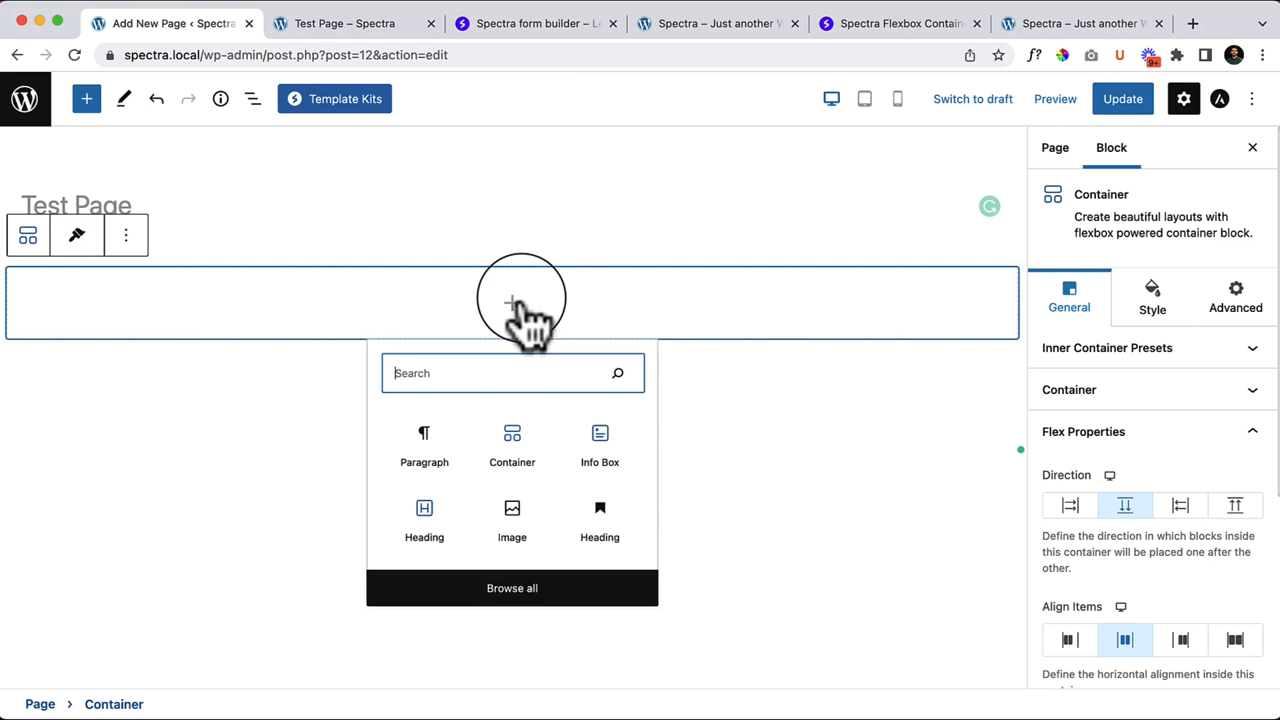 Add New Page ‹ Spectra
Test Page – Spectra
Spectra form builder – L
Spectra – Just another
Spectra Flexbox Contain
Spectra – Just another
spectra.local/wp-admin/post.php?post=12&action=edit
f?
U
9+
Template Kits
Switch to draft
Preview
Update
Page
Block
Test Page
Container
Create beautiful layouts with
flexbox powered container block.
General
Style
Advanced
Inner Container Presets
Container
Flex Properties
Search
Paragraph
Container
Info Box
Heading
Image
Heading
Browse all
Direction
Define the direction in which blocks inside
this container will be placed one after the
other.
Align Items
Define the horizontal alignment inside this
Page › Container